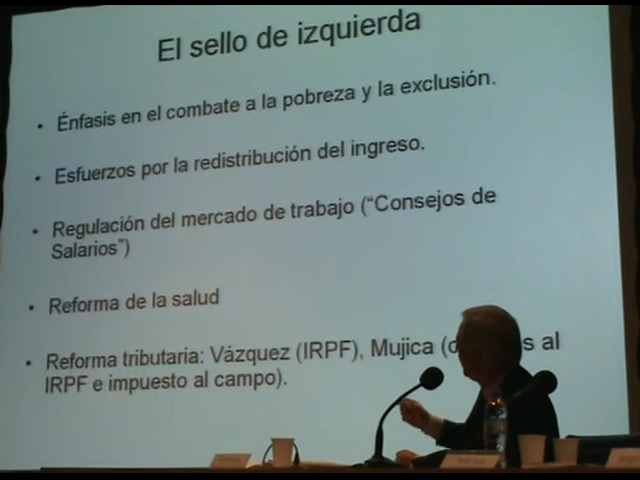 El sello de izquierda
• Énfasis en el combate a la pobreza y la exclusión.
• Esfuerzos por la redistribución del ingreso.
• Regulación del mercado de trabajo (“Consejos de
Salarios”)
• Reforma de la salud
• Reforma tributaria: Vázquez (IRPF), Mujica ( al
IRPF e impuesto al campo).